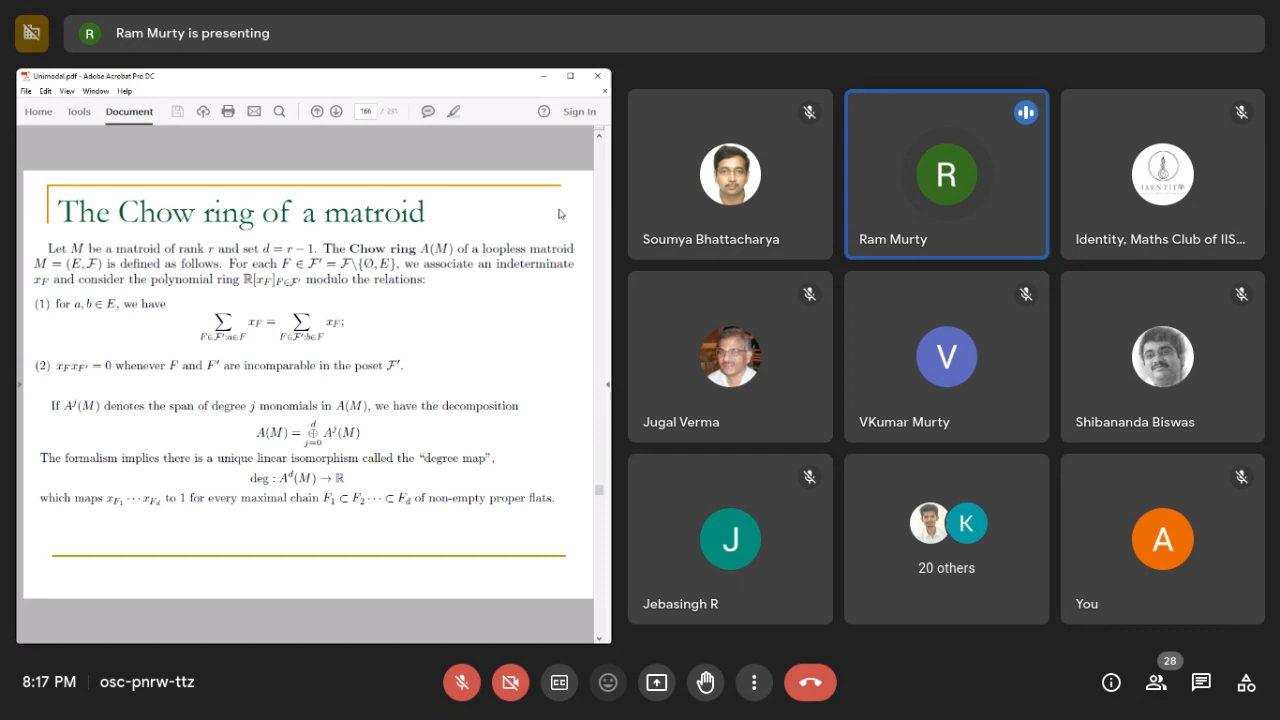 R Ram Murty is presenting
Unimodal.pdf - Adobe Acrobat Pro DC
File Edit View Window Help
Home Tools Document 166 / 231 Sign In
The Chow ring of a matroid
Let M be a matroid of rank r and set d = r − 1. The Chow ring A(M) of a loopless matroid
M = (E, F) is defined as follows. For each F ∈ F′ = F\{Ø, E}, we associate an indeterminate
x_F and consider the polynomial ring ℝ[x_F]_{F∈F′} modulo the relations:
(1) for a, b ∈ E, we have
∑_{F∈F′:a∈F} x_F = ∑_{F∈F′:b∈F} x_F;
(2) x_F x_{F′} = 0 whenever F and F′ are incomparable in the poset F′.
If A^j(M) denotes the span of degree j monomials in A(M), we have the decomposition
A(M) = ⊕_{j=0}^{d} A^j(M)
The formalism implies there is a unique linear isomorphism called the “degree map”,
deg : A^d(M) → ℝ
which maps x_{F_1} ⋯ x_{F_d} to 1 for every maximal chain F_1 ⊂ F_2 ⋯ ⊂ F_d of non-empty proper flats.
Soumya Bhattacharya
R
Ram Murty
IDENTITY
Identity, Maths Club of IIS...
Jugal Verma
V
VKumar Murty
Shibananda Biswas
J
Jebasingh R
K
20 others
A
You
8:17 PM | osc-pnrw-ttz
28